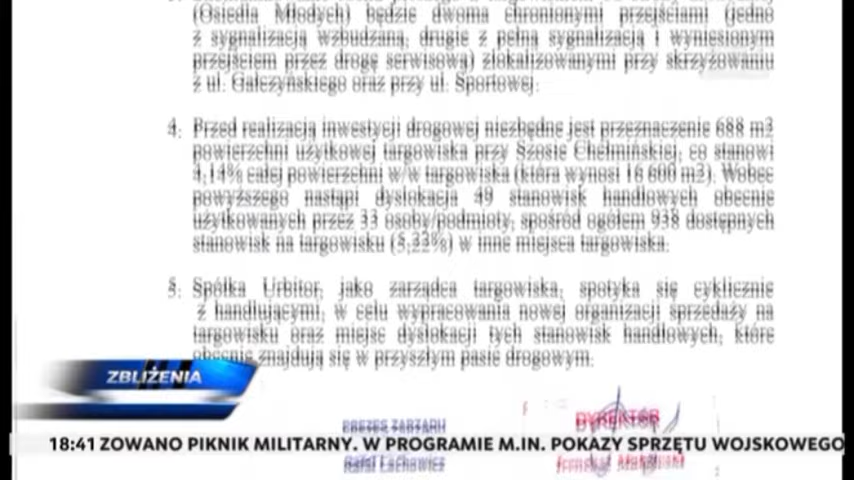 (Osiedla Młodych) będzie dwoma chronionymi przejściami (jedno
z sygnalizacją wzbudzaną, drugie z pełną sygnalizacją i wyniesionym
przejściem przez drogę serwisową) zlokalizowanymi przy skrzyżowaniu
z ul. Gałczyńskiego oraz przy ul. Sportowej.
4. Przed realizacją inwestycji drogowej niezbędne jest przeznaczenie 688 m2
powierzchni użytkowej targowiska przy Szosie Chełmińskiej, co stanowi
4,14% całej powierzchni w/w targowiska (która wynosi 16 600 m2). Wobec
powyższego nastąpi dyslokacja 49 stanowisk handlowych obecnie
użytkowanych przez 33 osoby/podmioty, spośród ogółem 938 dostępnych
stanowisk na targowisku (5,22%) w inne miejsca targowiska.
5. Spółka Urbitor, jako zarządca targowiska, spotyka się cyklicznie
z handlującymi, w celu wypracowania nowej organizacji sprzedaży na
targowisku oraz miejsc dyslokacji tych stanowisk handlowych, które
obecnie znajdują się w przyszłym pasie drogowym.
ZBLIŻENIA
PREZES ZARZĄDU
DYREKTOR
18:41 ZOWANO PIKNIK MILITARNY. W PROGRAMIE M.IN. POKAZY SPRZĘTU WOJSKOWEGO
Rafał